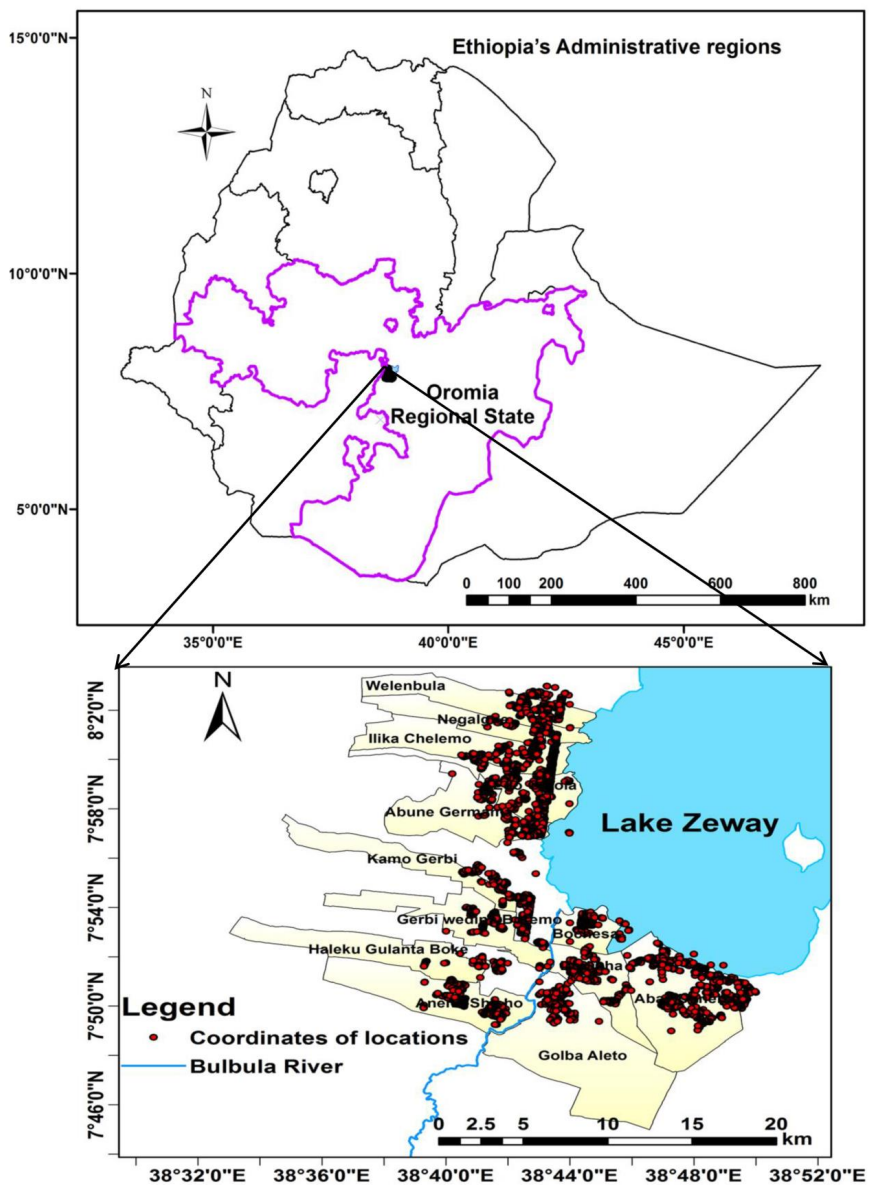 Ethiopia's Administrative regions
15°0'0"N
N
10°0'0"N
Oromia
Regional State
5°0'0"N
0 100 200 400 600 800
km
35°0'0"E 40°0'0"E 45°0'0"E
N
8°2'0"N
Welenbula
Ilika Chelemo
7°58'0"N
Abune
Lake Zeway
Kamo Gerbi
7°54'0"N
Gerbi
Haleku Gulanta Boke
7°50'0"N
Legend
Coordinates of locations
Bulbula River
Golba Aleto
7°46'0"N
0 2.5 5 10 15 20
km
38°32'0"E 38°36'0"E 38°40'0"E 38°44'0"E 38°48'0"E 38°52'0"E